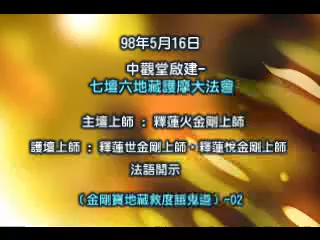 98年5月16日
中觀堂啟建-
七壇六地藏護摩大法會
主壇上師 : 釋蓮火金剛上師
護壇上師 : 釋蓮世金剛上師、釋蓮悅金剛上師
法語開示
(金剛寶地藏救度餓鬼道)-02